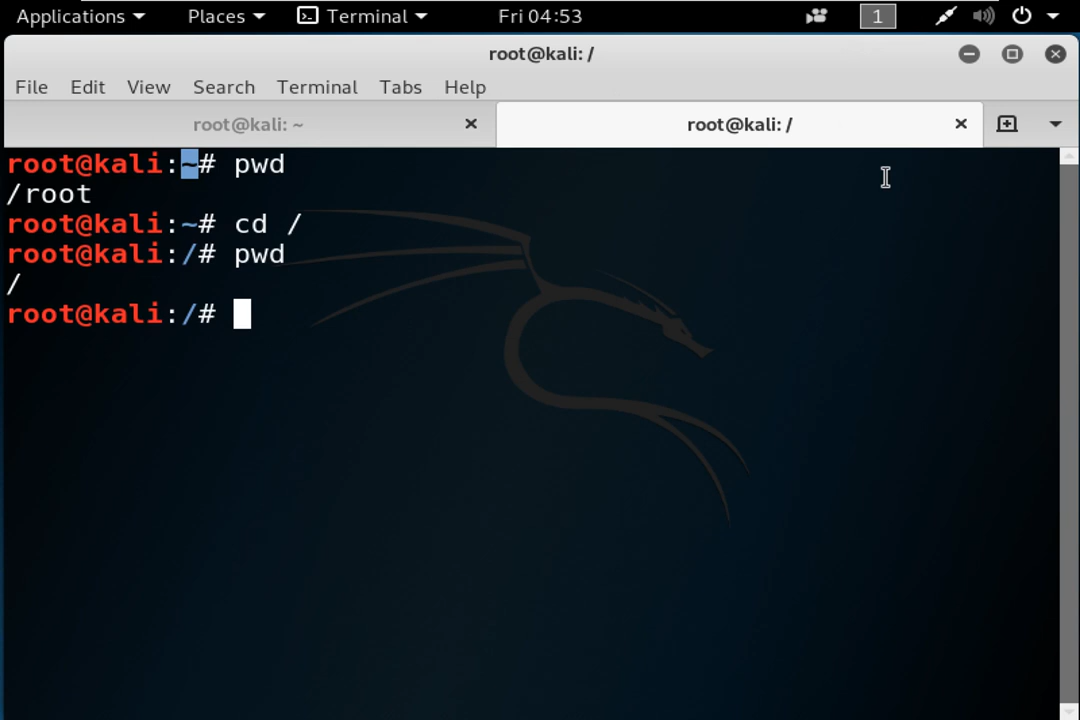 Applications Places Terminal Fri 04:53 1
root@kali: /
File Edit View Search Terminal Tabs Help
root@kali: ~ root@kali: /
root@kali:~# pwd
/root
root@kali:~# cd /
root@kali:/# pwd
/
root@kali:/#